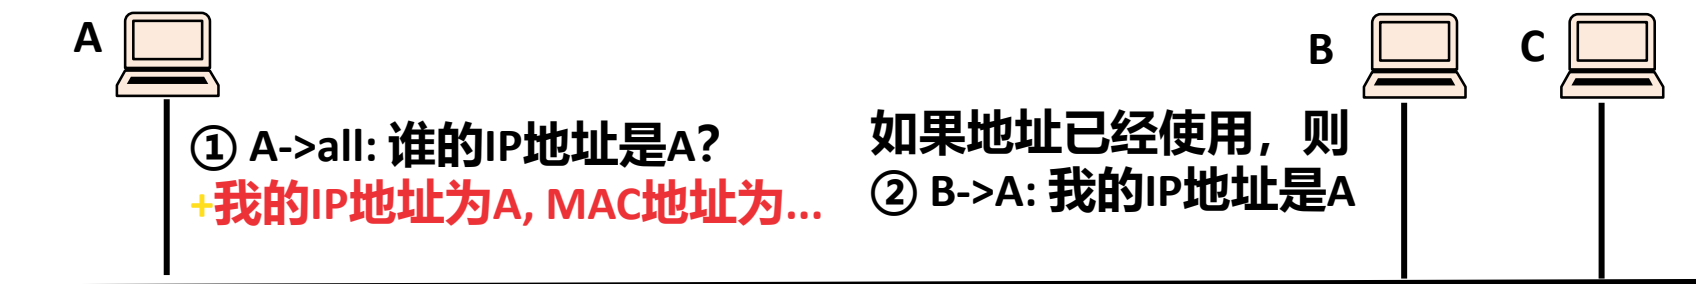 A
B
C
① A->all: 谁的IP地址是A?
+我的IP地址为A, MAC地址为...
如果地址已经使用，则
② B->A: 我的IP地址是A